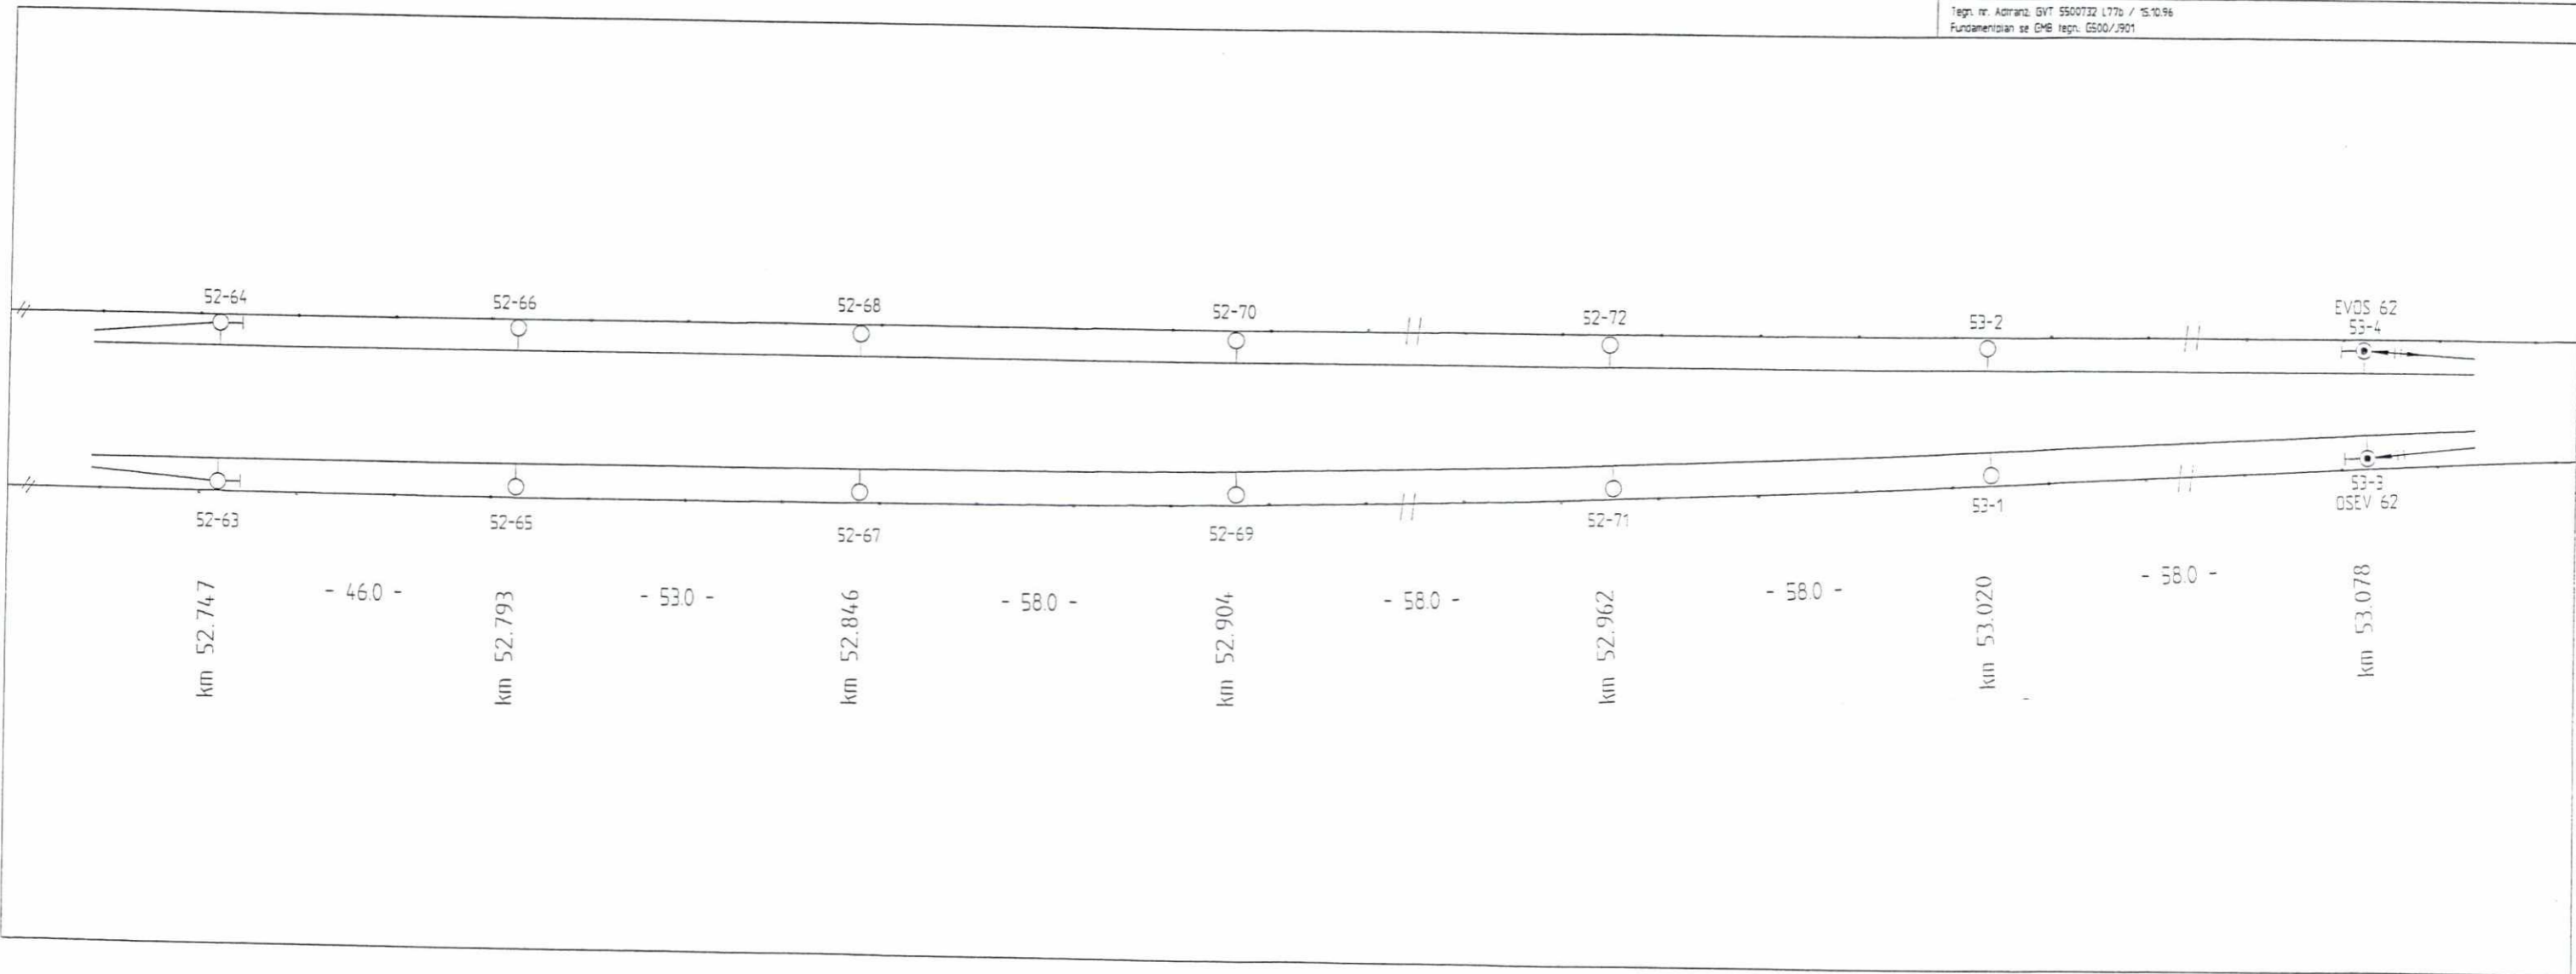 Tegn. nr. Adtranz. GVT 5500732 L77b / 15.10.96
Fundamentplan se GMB tegn. G500/J901
52-64
52-66
52-68
52-70
52-72
53-2
EVOS 62
53-4
52-63
52-65
52-67
52-69
52-71
53-1
53-3
OSEV 62
km 52.747
- 46.0 -
km 52.793
- 53.0 -
km 52.846
- 58.0 -
km 52.904
- 58.0 -
km 52.962
- 58.0 -
km 53.020
- 58.0 -
km 53.078